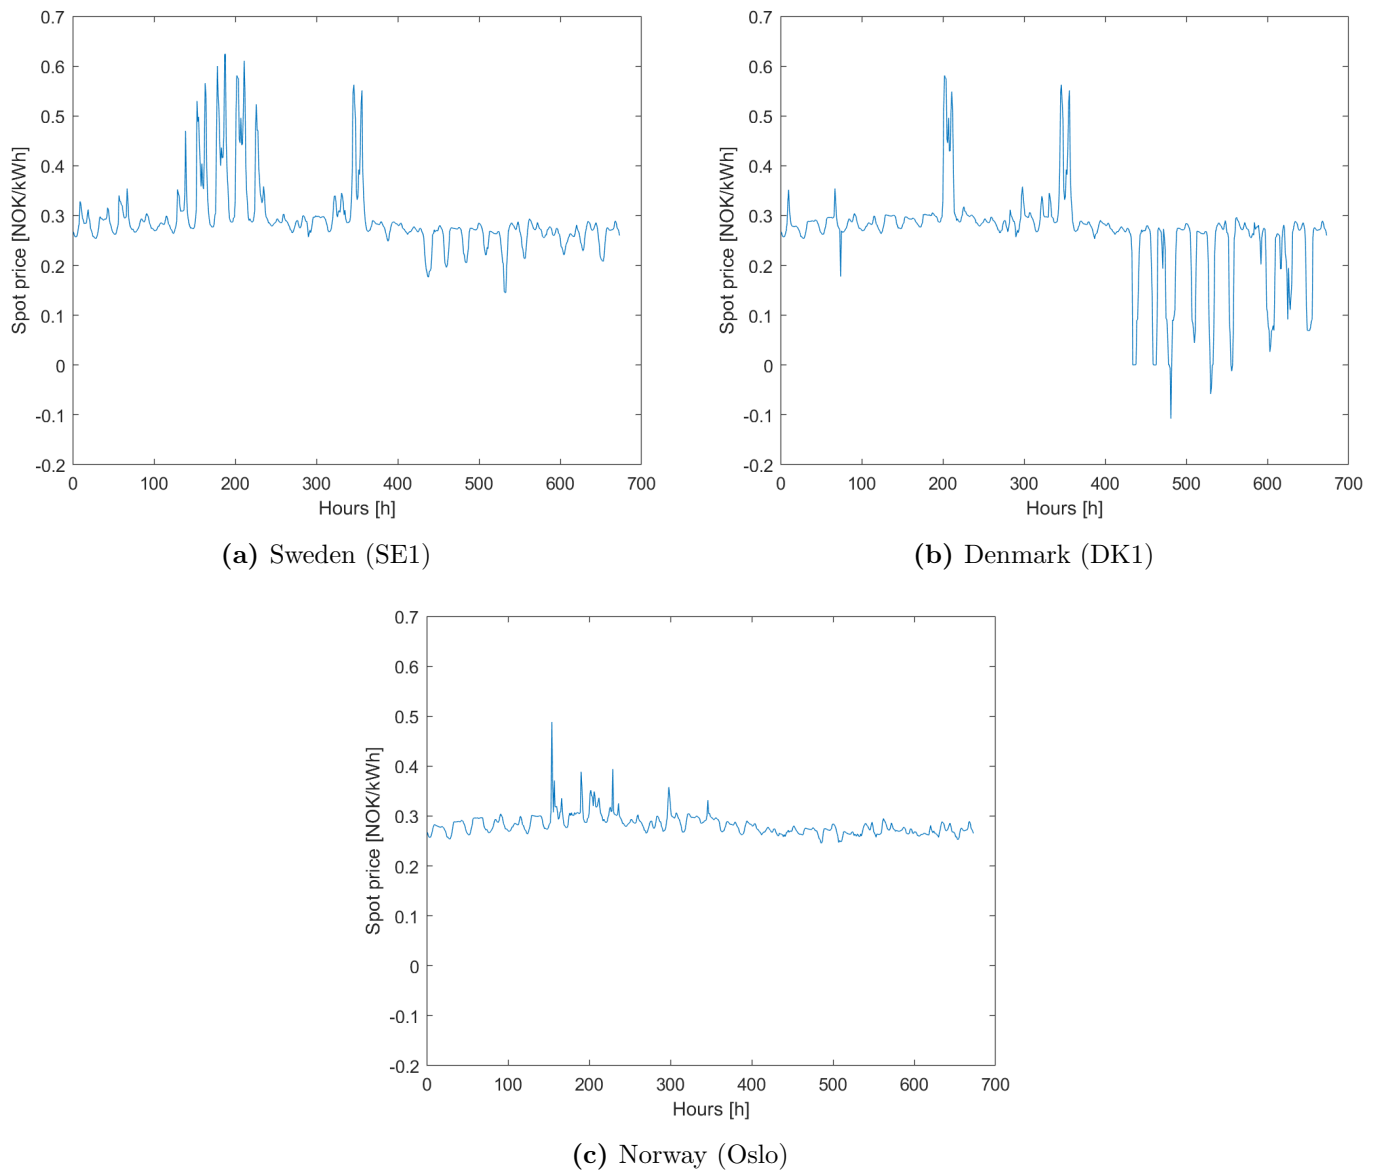 0.7
0.6
0.5
0.4
0.3
0.2
0.1
0
-0.1
-0.2
Spot price [NOK/kWh]
0 100 200 300 400 500 600 700
Hours [h]
(a) Sweden (SE1)
0.7
0.6
0.5
0.4
0.3
0.2
0.1
0
-0.1
-0.2
Spot price [NOK/kWh]
0 100 200 300 400 500 600 700
Hours [h]
(b) Denmark (DK1)
0.7
0.6
0.5
0.4
0.3
0.2
0.1
0
-0.1
-0.2
Spot price [NOK/kWh]
0 100 200 300 400 500 600 700
Hours [h]
(c) Norway (Oslo)